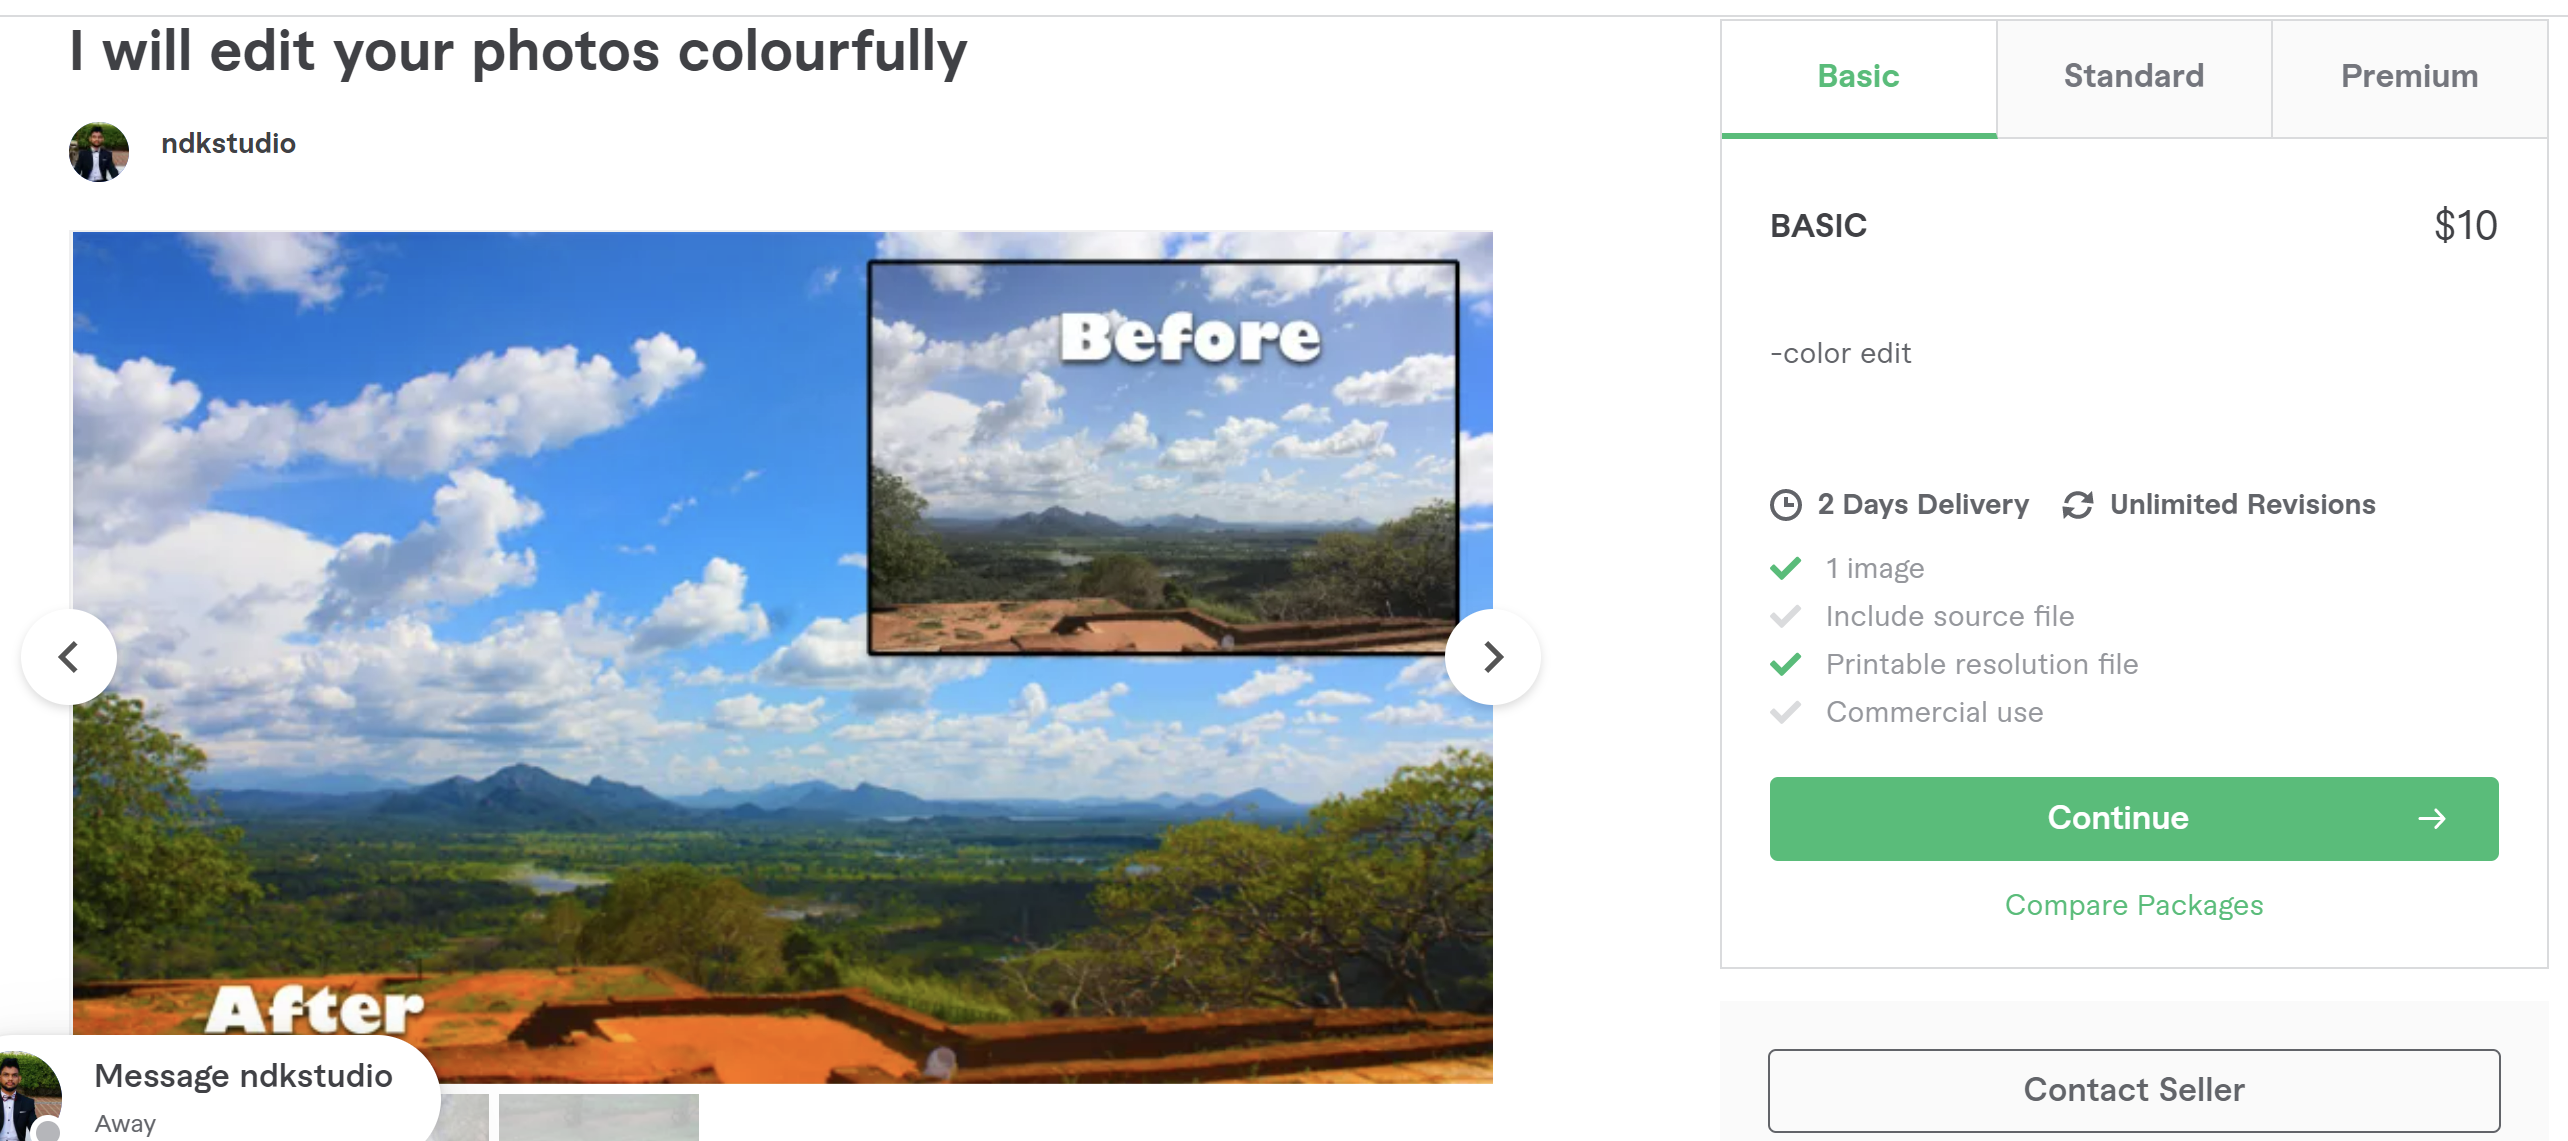 I will edit your photos colourfully
ndkstudio
Before
After
Message ndkstudio
Away
Basic
Standard
Premium
BASIC
$10
-color edit
2 Days Delivery
Unlimited Revisions
1 image
Include source file
Printable resolution file
Commercial use
Continue
Compare Packages
Contact Seller